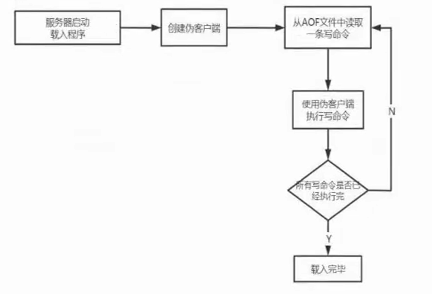 服务器启动
载入程序
创建伪客户端
从AOF文件中读取
一条写命令
使用伪客户端
执行写命令
N
所有写命令是否已
经执行完
Y
载入完毕